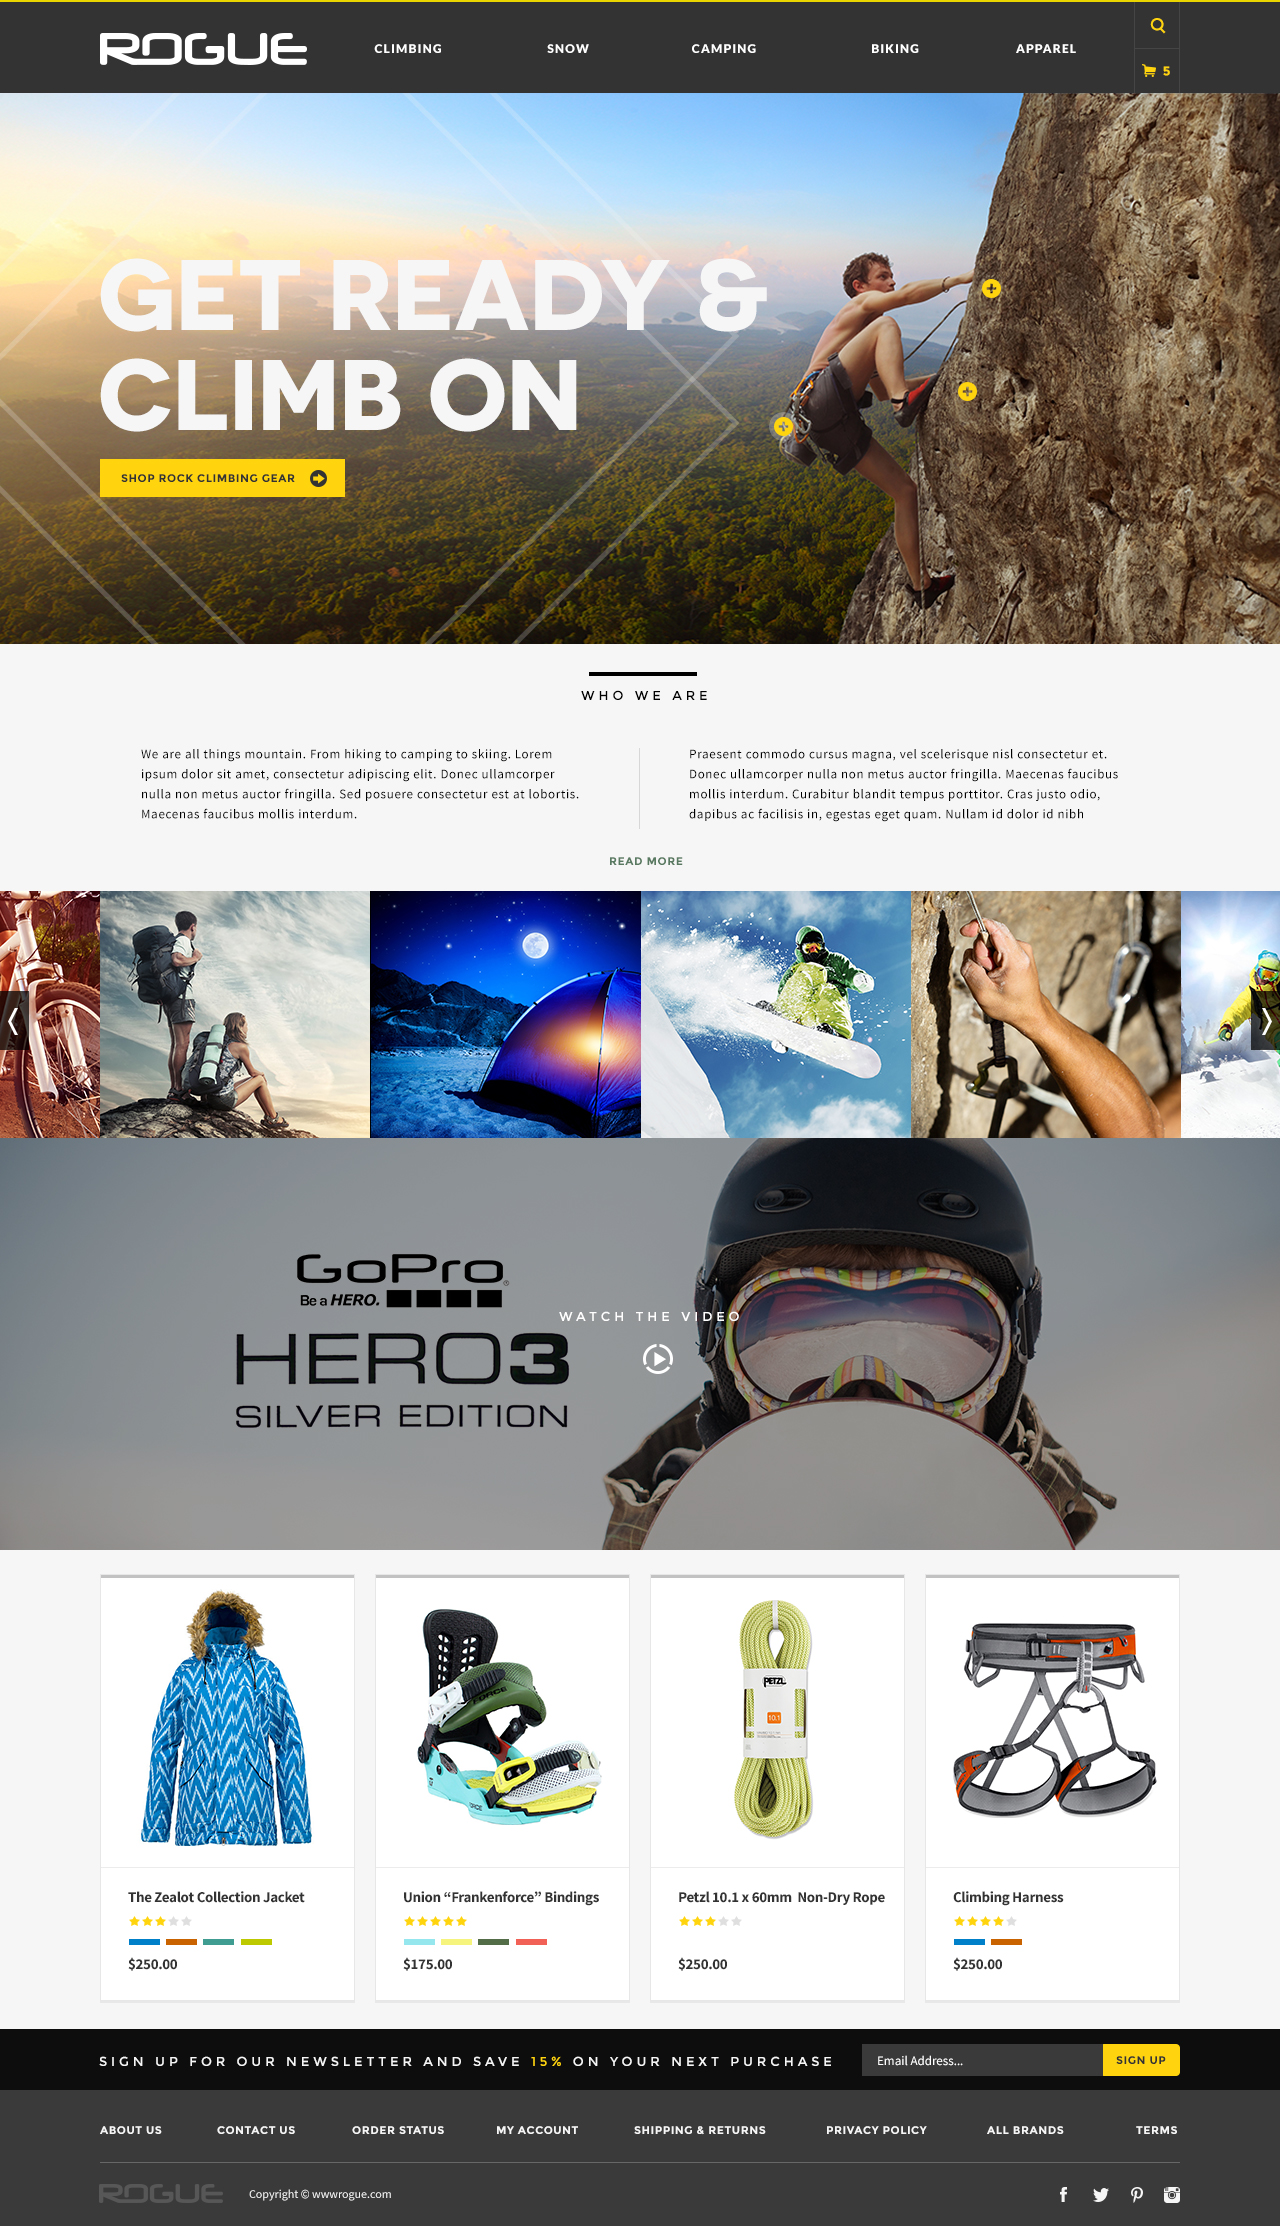 ROGUE
CLIMBING SNOW CAMPING BIKING APPAREL
5
GET READY &
CLIMB ON
SHOP ROCK CLIMBING GEAR
WHO WE ARE
We are all things mountain. From hiking to camping to skiing. Lorem
ipsum dolor sit amet, consectetur adipiscing elit. Donec ullamcorper
nulla non metus auctor fringilla. Sed posuere consectetur est at lobortis.
Maecenas faucibus mollis interdum.
Praesent commodo cursus magna, vel scelerisque nisl consectetur et.
Donec ullamcorper nulla non metus auctor fringilla. Maecenas faucibus
mollis interdum. Curabitur blandit tempus porttitor. Cras justo odio,
dapibus ac facilisis in, egestas eget quam. Nullam id dolor id nibh
READ MORE
GoPro®
Be a HERO.
HERO3
SILVER EDITION
WATCH THE VIDEO
FORCE
FORCE
PETZL
10.1
The Zealot Collection Jacket
$250.00
Union “Frankenforce” Bindings
$175.00
Petzl 10.1 x 60mm  Non-Dry Rope
$250.00
Climbing Harness
$250.00
SIGN UP FOR OUR NEWSLETTER AND SAVE 15% ON YOUR NEXT PURCHASE
Email Address...
SIGN UP
ABOUT US CONTACT US ORDER STATUS MY ACCOUNT SHIPPING & RETURNS PRIVACY POLICY ALL BRANDS TERMS
ROGUE
Copyright © wwwrogue.com